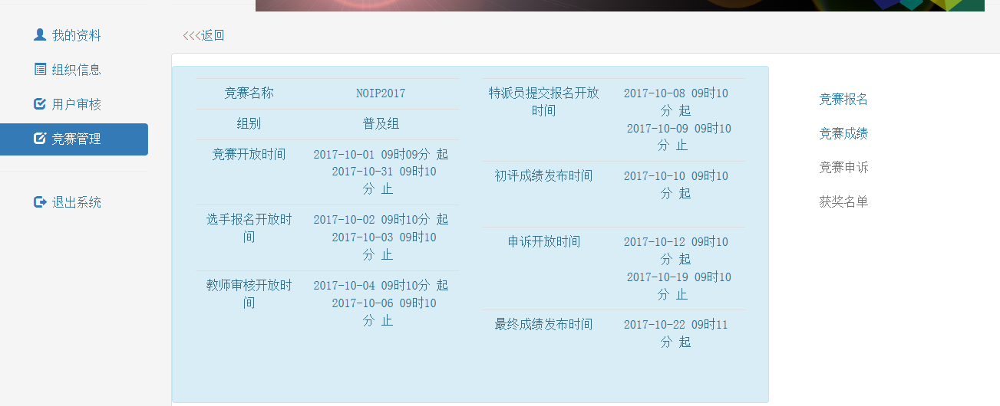 我的资料
组织信息
用户审核
竞赛管理
退出系统
<<<返回
竞赛名称 NOIP2017
组别 普及组
竞赛开放时间 2017-10-01 09时09分 起
2017-10-31 09时10
分 止
选手报名开放时
间
2017-10-02 09时10分 起
2017-10-03 09时10
分 止
教师审核开放时
间
2017-10-04 09时10分 起
2017-10-06 09时10
分 止
特派员提交报名开放
时间
2017-10-08 09时10
分 起
2017-10-09 09时10
分 止
初评成绩发布时间 2017-10-10 09时10
分 起
申诉开放时间 2017-10-12 09时10
分 起
2017-10-19 09时10
分 止
最终成绩发布时间 2017-10-22 09时11
分 起
竞赛报名
竞赛成绩
竞赛申诉
获奖名单